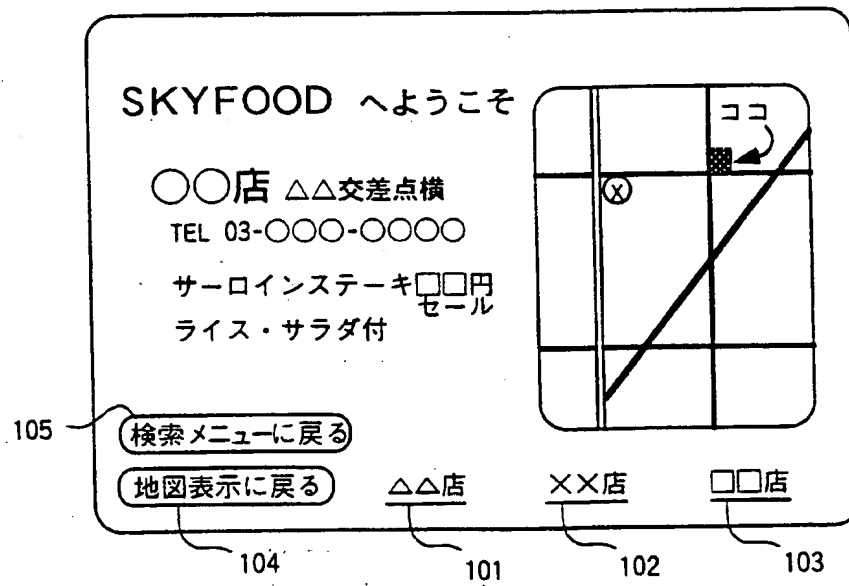 SKYFOOD へようこそ
ココ
○○店 △△交差点横
TEL 03-○○○-○○○○
サーロインステーキ□□円
セール
ライス・サラダ付
105
検索メニューに戻る
地図表示に戻る
△△店
××店
□□店
104
101
102
103